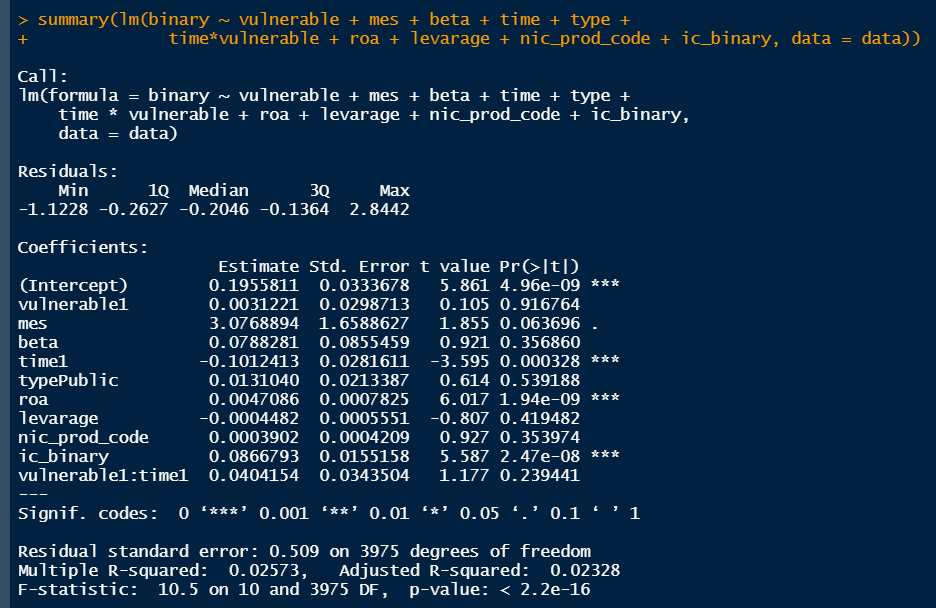 > summary(lm(binary ~ vulnerable + mes + beta + time + type +
+               time*vulnerable + roa + levarage + nic_prod_code + ic_binary, data = data))

Call:
lm(formula = binary ~ vulnerable + mes + beta + time + type +
    time * vulnerable + roa + levarage + nic_prod_code + ic_binary,
    data = data)

Residuals:
    Min      1Q  Median      3Q     Max
-1.1228 -0.2627 -0.2046 -0.1364  2.8442

Coefficients:
                    Estimate Std. Error t value Pr(>|t|)
(Intercept)        0.1955811  0.0333678   5.861 4.96e-09 ***
vulnerable1        0.0031221  0.0298713   0.105 0.916764
mes                3.0768894  1.6588627   1.855 0.063696 .
beta               0.0788281  0.0855459   0.921 0.356860
time1             -0.1012413  0.0281611  -3.595 0.000328 ***
typePublic         0.0131040  0.0213387   0.614 0.539188
roa                0.0047086  0.0007825   6.017 1.94e-09 ***
levarage          -0.0004482  0.0005551  -0.807 0.419482
nic_prod_code      0.0003902  0.0004209   0.927 0.353974
ic_binary          0.0866793  0.0155158   5.587 2.47e-08 ***
vulnerable1:time1  0.0404154  0.0343504   1.177 0.239441
---
Signif. codes:  0 ‘***’ 0.001 ‘**’ 0.01 ‘*’ 0.05 ‘.’ 0.1 ‘ ’ 1

Residual standard error: 0.509 on 3975 degrees of freedom
Multiple R-squared:  0.02573,	Adjusted R-squared:  0.02328
F-statistic:  10.5 on 10 and 3975 DF,  p-value: < 2.2e-16